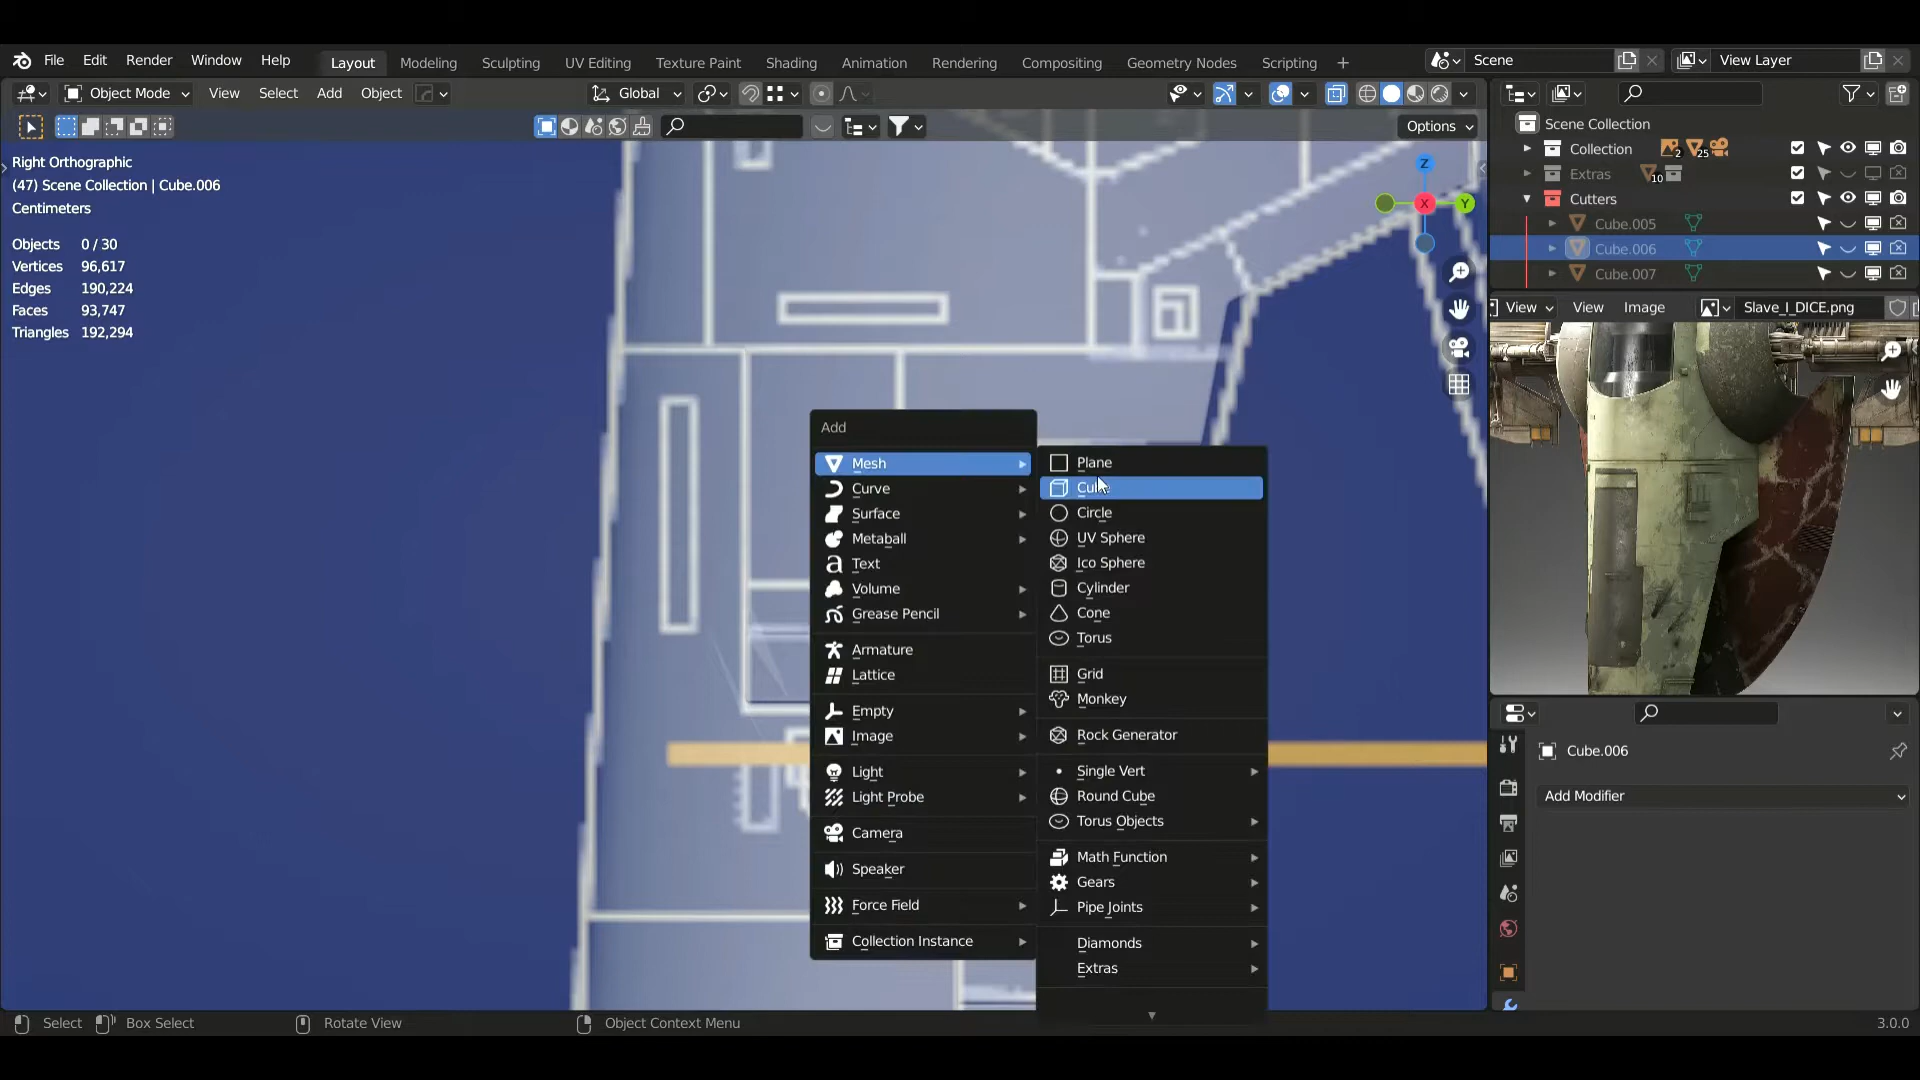 File Edit Render Window Help Layout Modeling Sculpting UV Editing Texture Paint Shading Animation Rendering Compositing Geometry Nodes Scripting + Scene View Layer
Object Mode View Select Add Object Global
Options
Right Orthographic
(47) Scene Collection | Cube.006
Centimeters
Objects 0 / 30
Vertices 96,617
Edges 190,224
Faces 93,747
Triangles 192,294
Z
X
Y
Add
Mesh
Curve
Surface
Metaball
Text
Volume
Grease Pencil
Armature
Lattice
Empty
Image
Light
Light Probe
Camera
Speaker
Force Field
Collection Instance
Plane
Cube
Circle
UV Sphere
Ico Sphere
Cylinder
Cone
Torus
Grid
Monkey
Rock Generator
Single Vert
Round Cube
Torus Objects
Math Function
Gears
Pipe Joints
Diamonds
Extras
Scene Collection
Collection 2 25
Extras 10
Cutters
Cube.005
Cube.006
Cube.007
View View Image Slave_I_DICE.png
Cube.006
Add Modifier
Select Box Select Rotate View Object Context Menu 3.0.0